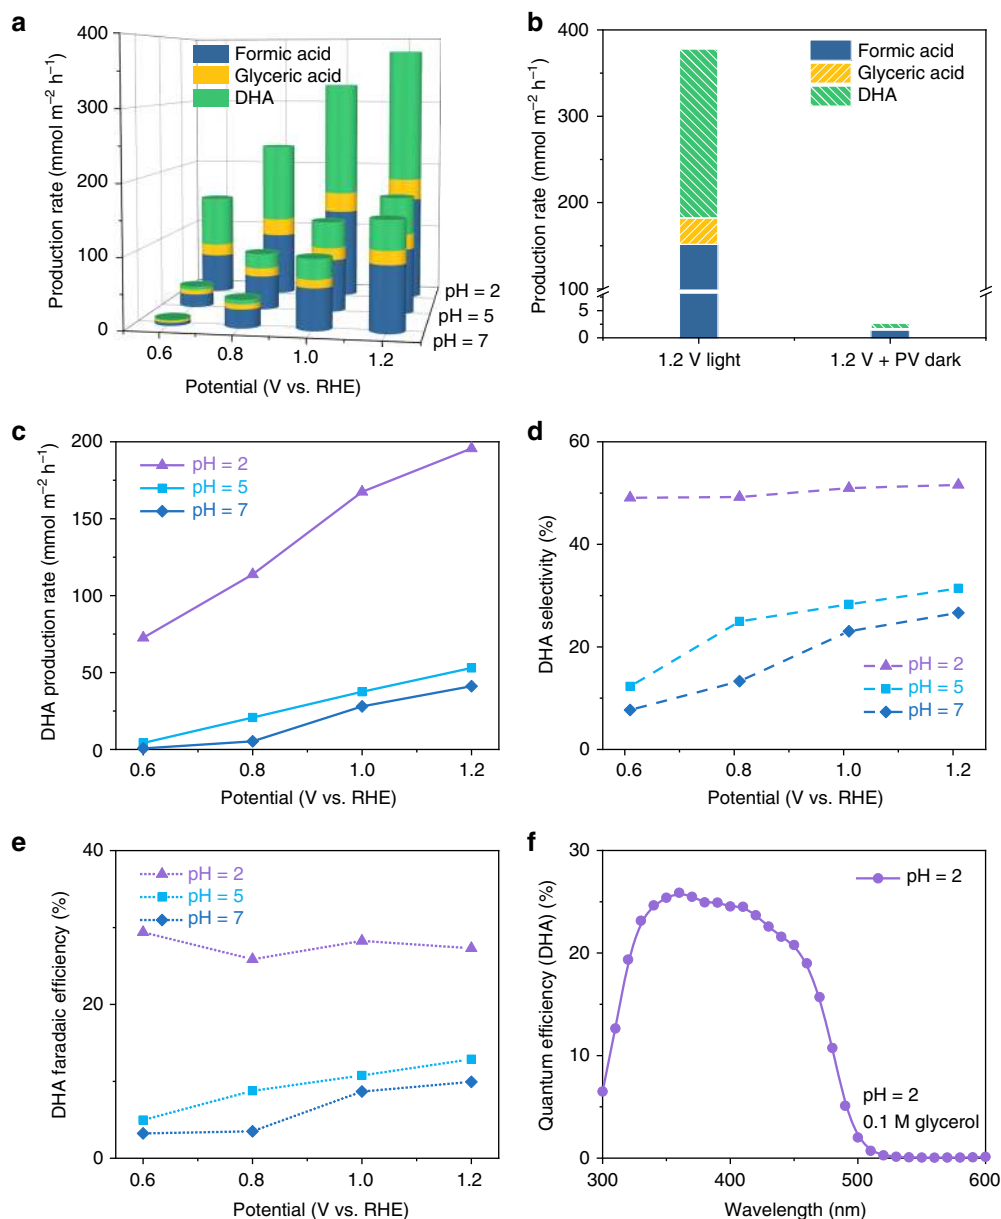 a
400
300
200
100
0
Production rate (mmol m⁻² h⁻¹)
Formic acid
Glyceric acid
DHA
pH = 2
pH = 5
pH = 7
0.6 0.8 1.0 1.2
Potential (V vs. RHE)
b
400
300
200
100
5
0
Production rate (mmol m⁻² h⁻¹)
Formic acid
Glyceric acid
DHA
1.2 V light 1.2 V + PV dark
c
200
150
100
50
0
DHA production rate (mmol m⁻² h⁻¹)
pH = 2
pH = 5
pH = 7
0.6 0.8 1.0 1.2
Potential (V vs. RHE)
d
60
40
20
0
DHA selectivity (%)
pH = 2
pH = 5
pH = 7
0.6 0.8 1.0 1.2
Potential (V vs. RHE)
e
40
20
0
DHA faradaic efficiency (%)
pH = 2
pH = 5
pH = 7
0.6 0.8 1.0 1.2
Potential (V vs. RHE)
f
30
20
10
0
Quantum efficiency (DHA) (%)
pH = 2
pH = 2
0.1 M glycerol
300 400 500 600
Wavelength (nm)